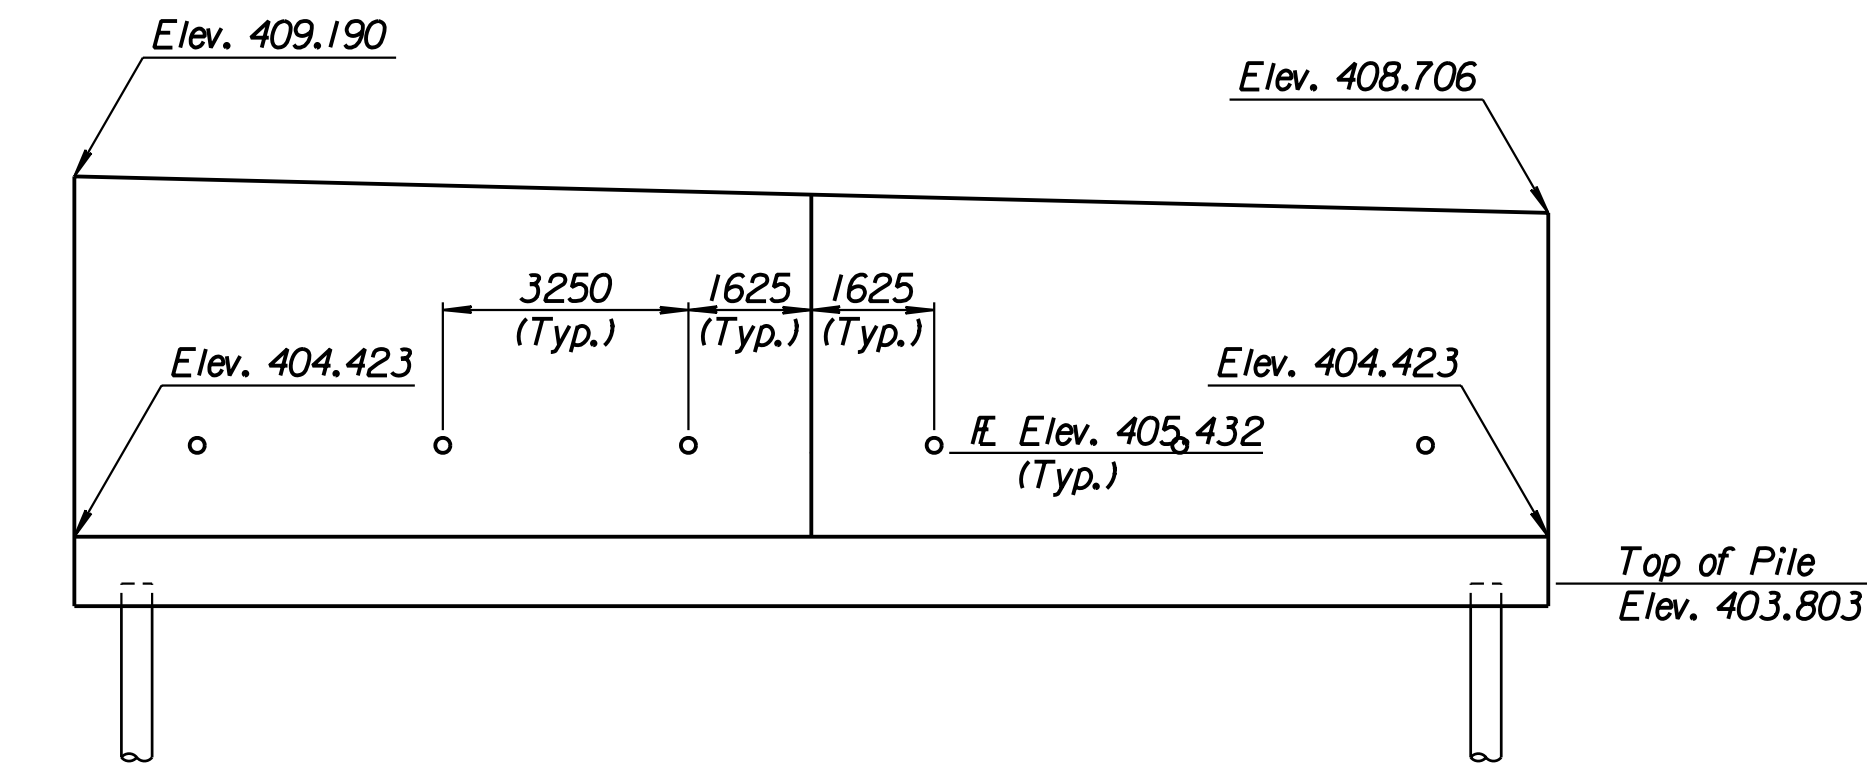 Elev. 409.190
Elev. 408.706
3250
(Typ.)
1625
(Typ.)
1625
(Typ.)
Elev. 404.423
Elev. 404.423
Elev. 405.432
(Typ.)
Top of Pile
Elev. 403.803